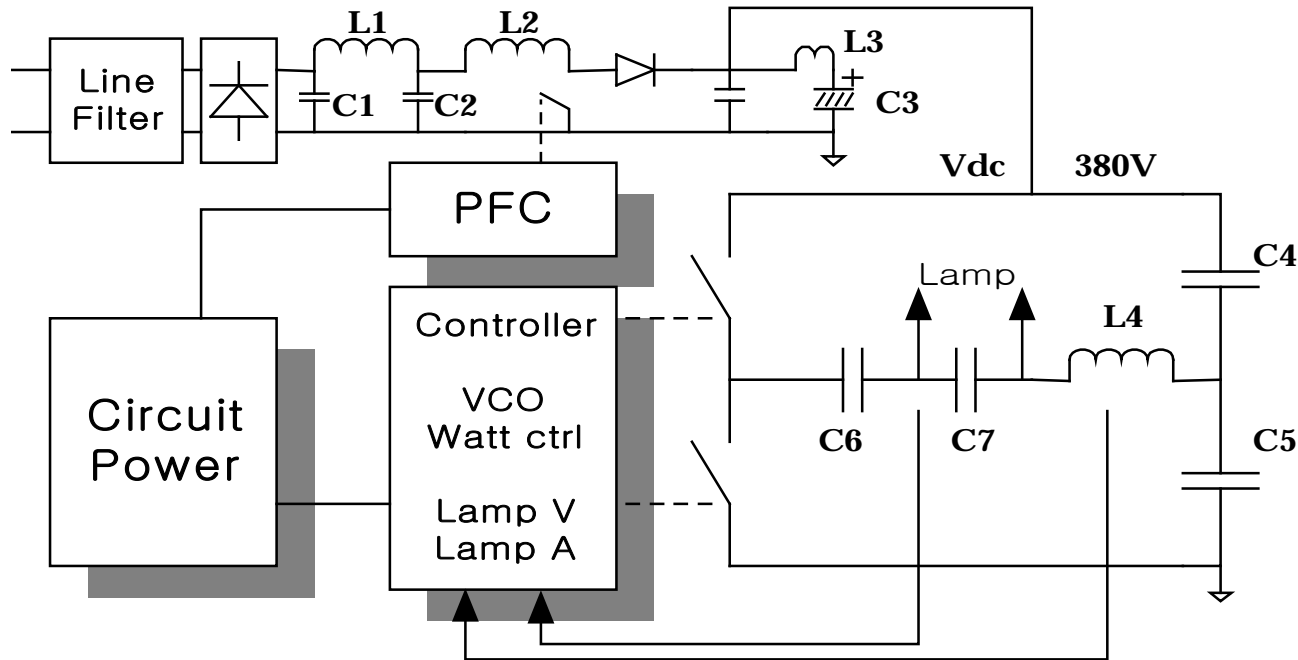 L1
L2
L3
Line
Filter
C1
C2
+
C3
Vdc
380V
PFC
C4
Lamp
Controller
L4
VCO
Watt ctrl
Circuit
Power
C6
C7
C5
Lamp V
Lamp A